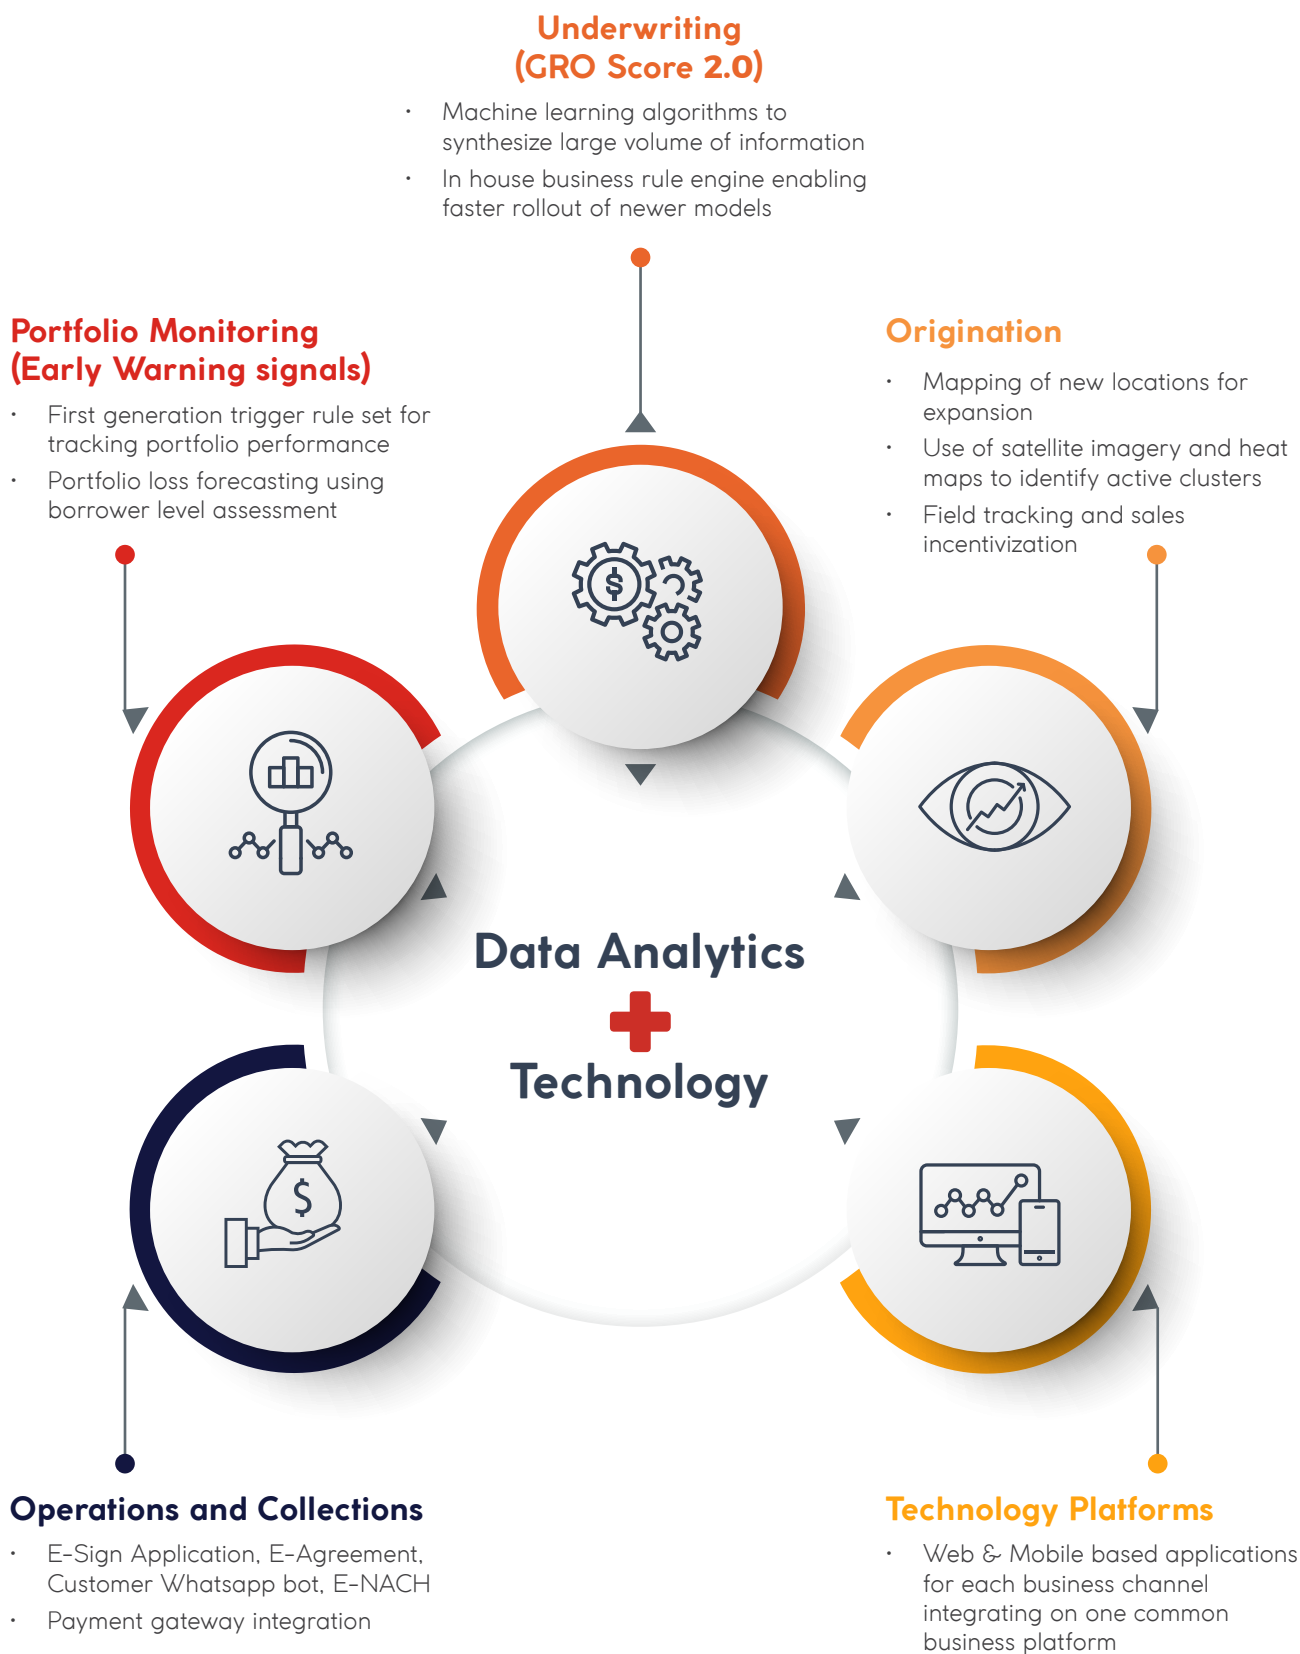 Underwriting
(GRO Score 2.0)
· Machine learning algorithms to
synthesize large volume of information
· In house business rule engine enabling
faster rollout of newer models
Portfolio Monitoring
(Early Warning signals)
· First generation trigger rule set for
tracking portfolio performance
· Portfolio loss forecasting using
borrower level assessment
Origination
· Mapping of new locations for
expansion
· Use of satellite imagery and heat
maps to identify active clusters
· Field tracking and sales
incentivization
$
Data Analytics
+
Technology
$
Operations and Collections
· E-Sign Application, E-Agreement,
Customer Whatsapp bot, E-NACH
· Payment gateway integration
Technology Platforms
· Web & Mobile based applications
for each business channel
integrating on one common
business platform